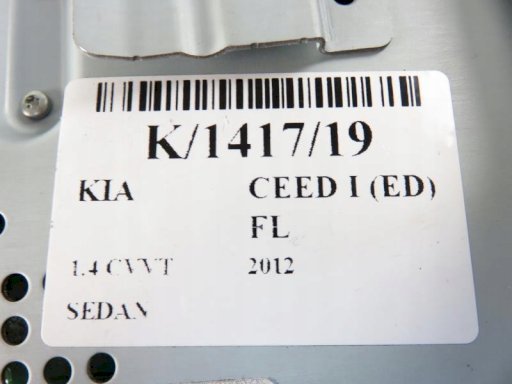 K/1417/19
KIA CEED I (ED)
FL
1.4 CVVT 2012
SEDAN